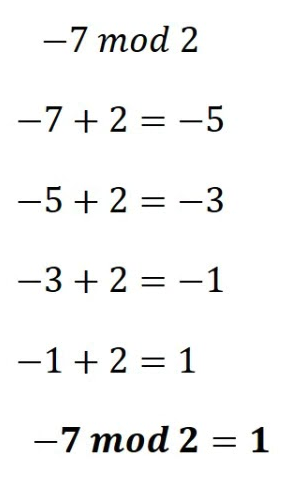 −7 mod 2
−7 + 2 = −5
−5 + 2 = −3
−3 + 2 = −1
−1 + 2 = 1
−7 mod 2 = 1